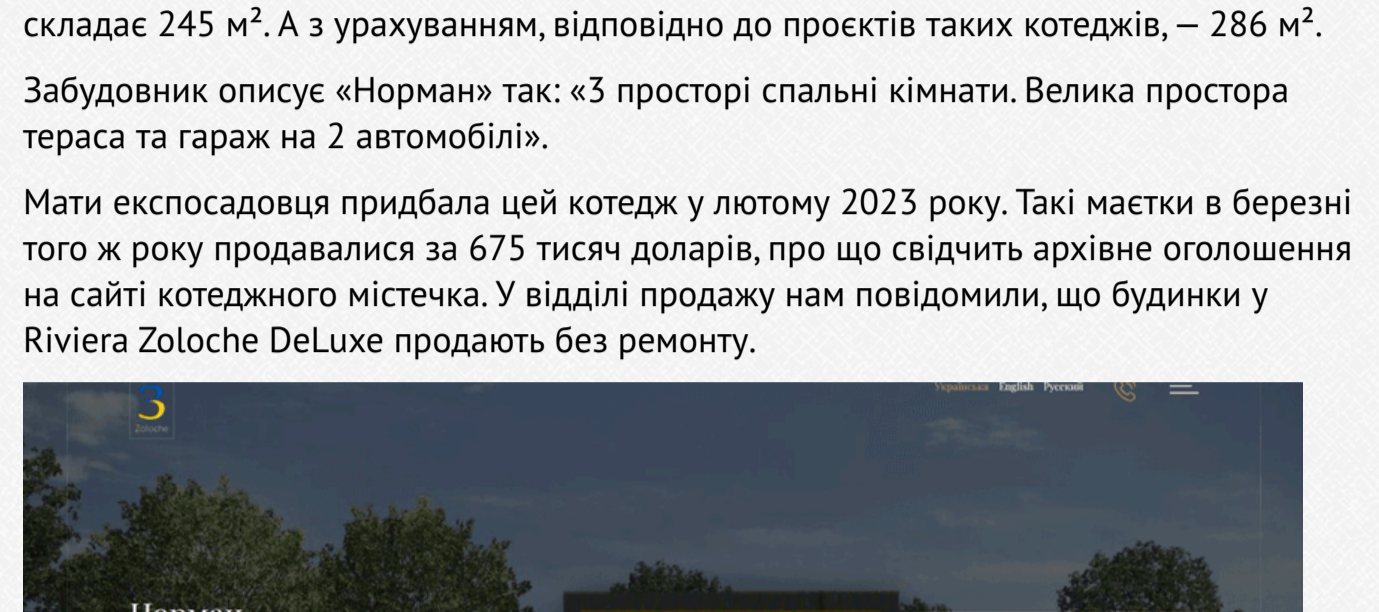 складає 245 м². А з урахуванням, відповідно до проєктів таких котеджів, — 286 м².
Забудовник описує «Норман» так: «3 просторі спальні кімнати. Велика простора
тераса та гараж на 2 автомобілі».
Мати експосадовця придбала цей котедж у лютому 2023 року. Такі маєтки в березні
того ж року продавалися за 675 тисяч доларів, про що свідчить архівне оголошення
на сайті котеджного містечка. У відділі продажу нам повідомили, що будинки у
Riviera Zoloche DeLuxe продають без ремонту.
Українська English Русский
З
Zoloche
Норман